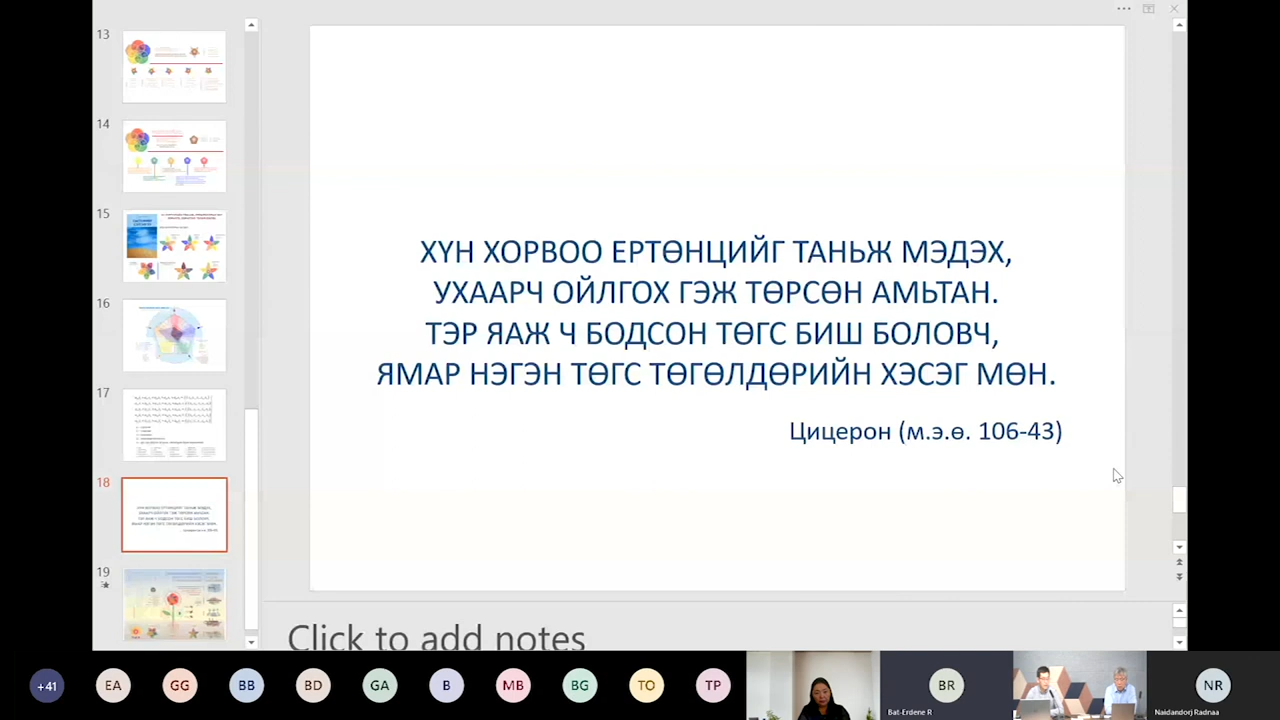 13
14
15
16
17
18
19
ХҮН ХОРВОО ЕРТӨНЦИЙГ ТАНЬЖ МЭДЭХ,
УХААРЧ ОЙЛГОХ ГЭЖ ТӨРСӨН АМЬТАН.
ТЭР ЯАЖ Ч БОДСОН ТӨГС БИШ БОЛОВЧ,
ЯМАР НЭГЭН ТӨГС ТӨГӨЛДӨРИЙН ХЭСЭГ МӨН.
Цицерон (м.э.ө. 106-43)
Click to add notes
+41 EA GG BB BD GA B MB BG TO TP BR NR
Bat-Erdene R
Naidandorj Radnaa